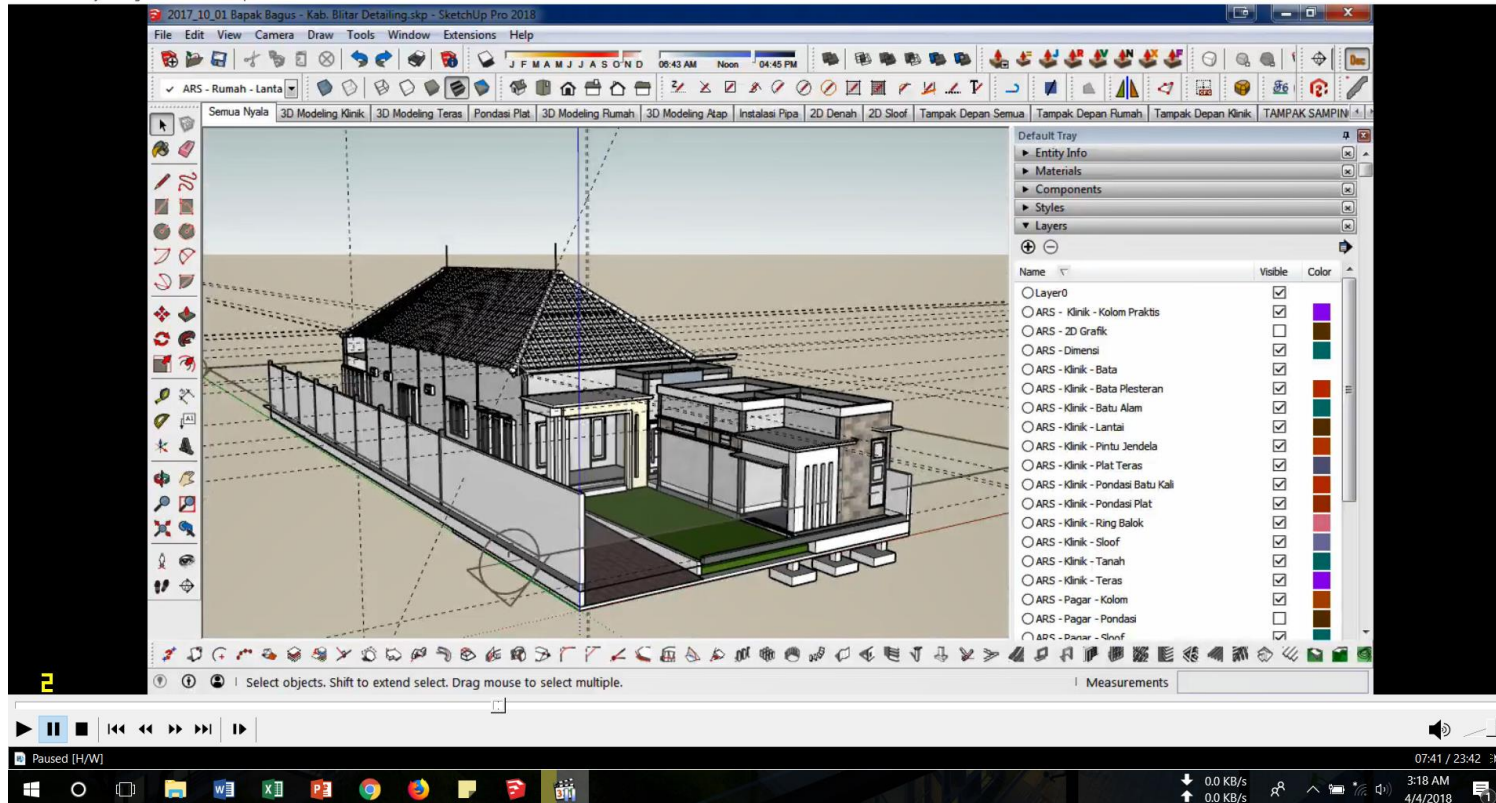 2017_10_01 Bapak Bagus - Kab. Blitar Detailing.skp - SketchUp Pro 2018
File Edit View Camera Draw Tools Window Extensions Help
J F M A M J J A S O N D 06:43 AM Noon 04:45 PM
ARS - Rumah - Lanta
Semua Nyala 3D Modeling Klinik 3D Modeling Teras Pondasi Plat 3D Modeling Rumah 3D Modeling Atap Instalasi Pipa 2D Denah 2D Sloof Tampak Depan Semua Tampak Depan Rumah Tampak Depan Klinik TAMPAK SAMPIN
Default Tray
Entity Info
Materials
Components
Styles
Layers
Name Visible Color
Layer0
ARS - Klinik - Kolom Praktis
ARS - 2D Grafik
ARS - Dimensi
ARS - Klinik - Bata
ARS - Klinik - Bata Plesteran
ARS - Klinik - Batu Alam
ARS - Klinik - Lantai
ARS - Klinik - Pintu Jendela
ARS - Klinik - Plat Teras
ARS - Klinik - Pondasi Batu Kali
ARS - Klinik - Pondasi Plat
ARS - Klinik - Ring Balok
ARS - Klinik - Sloof
ARS - Klinik - Tanah
ARS - Klinik - Teras
ARS - Pagar - Kolom
ARS - Pagar - Pondasi
ARS - Pagar - Sloof
Select objects. Shift to extend select. Drag mouse to select multiple.
Measurements
2
Paused [H/W]
07:41 / 23:42
0.0 KB/s
0.0 KB/s
3:18 AM
4/4/2018